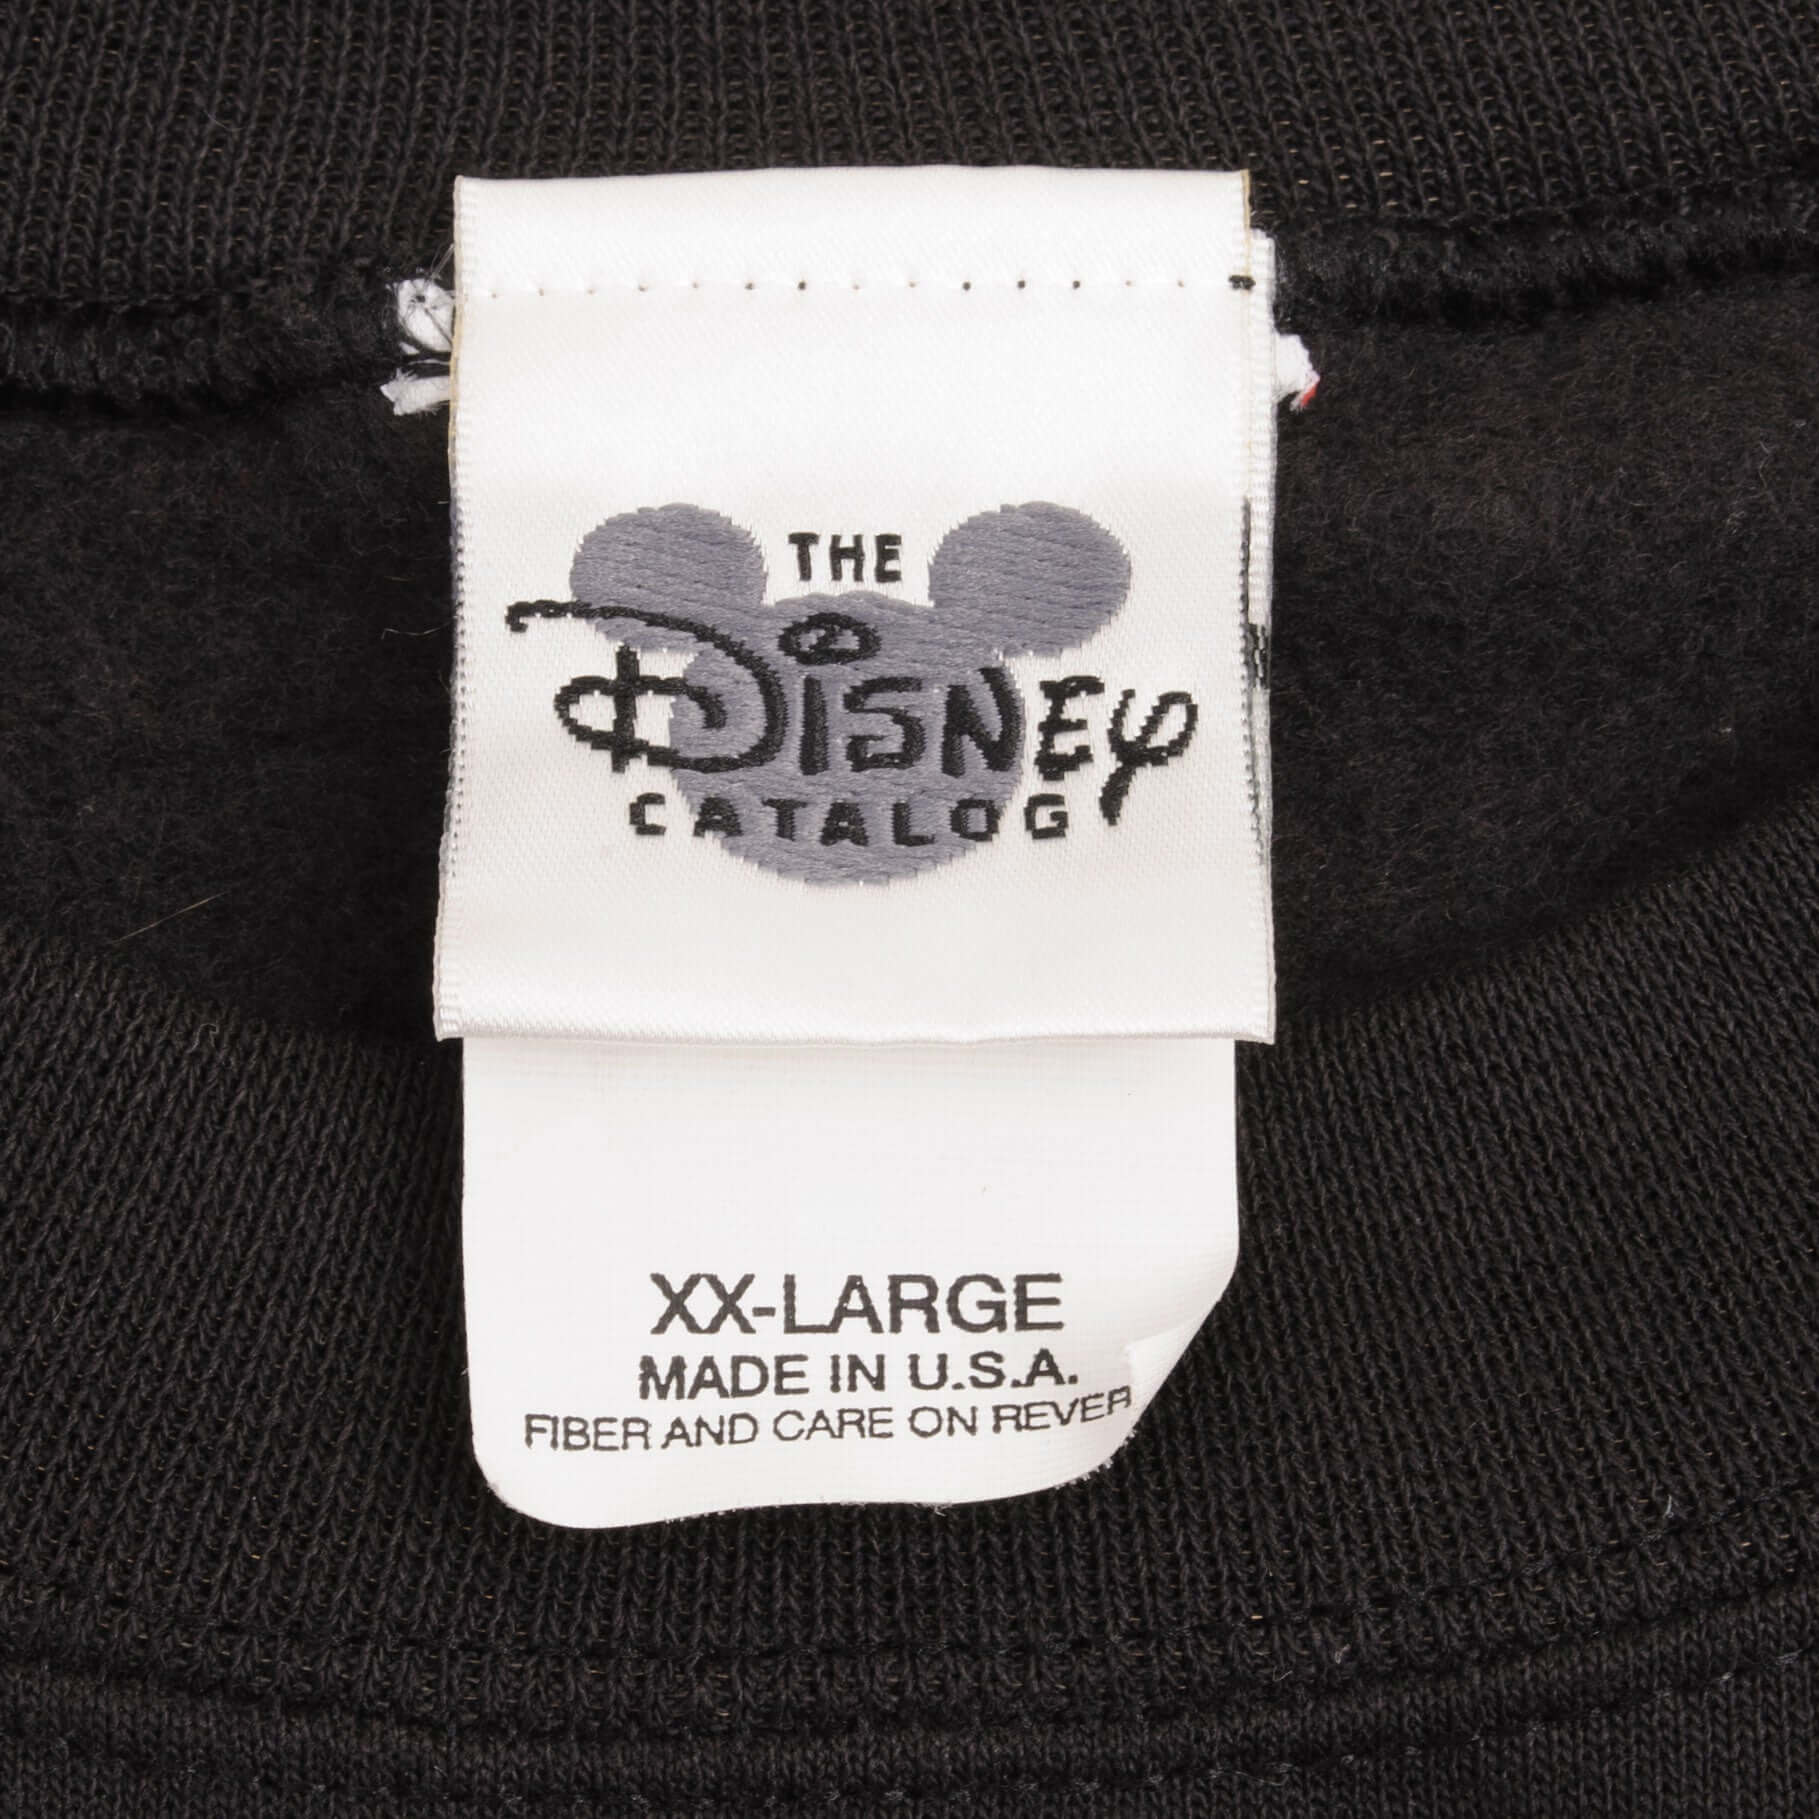 THE
DISNEY
CATALOG
XX-LARGE
MADE IN U.S.A.
FIBER AND CARE ON REVER